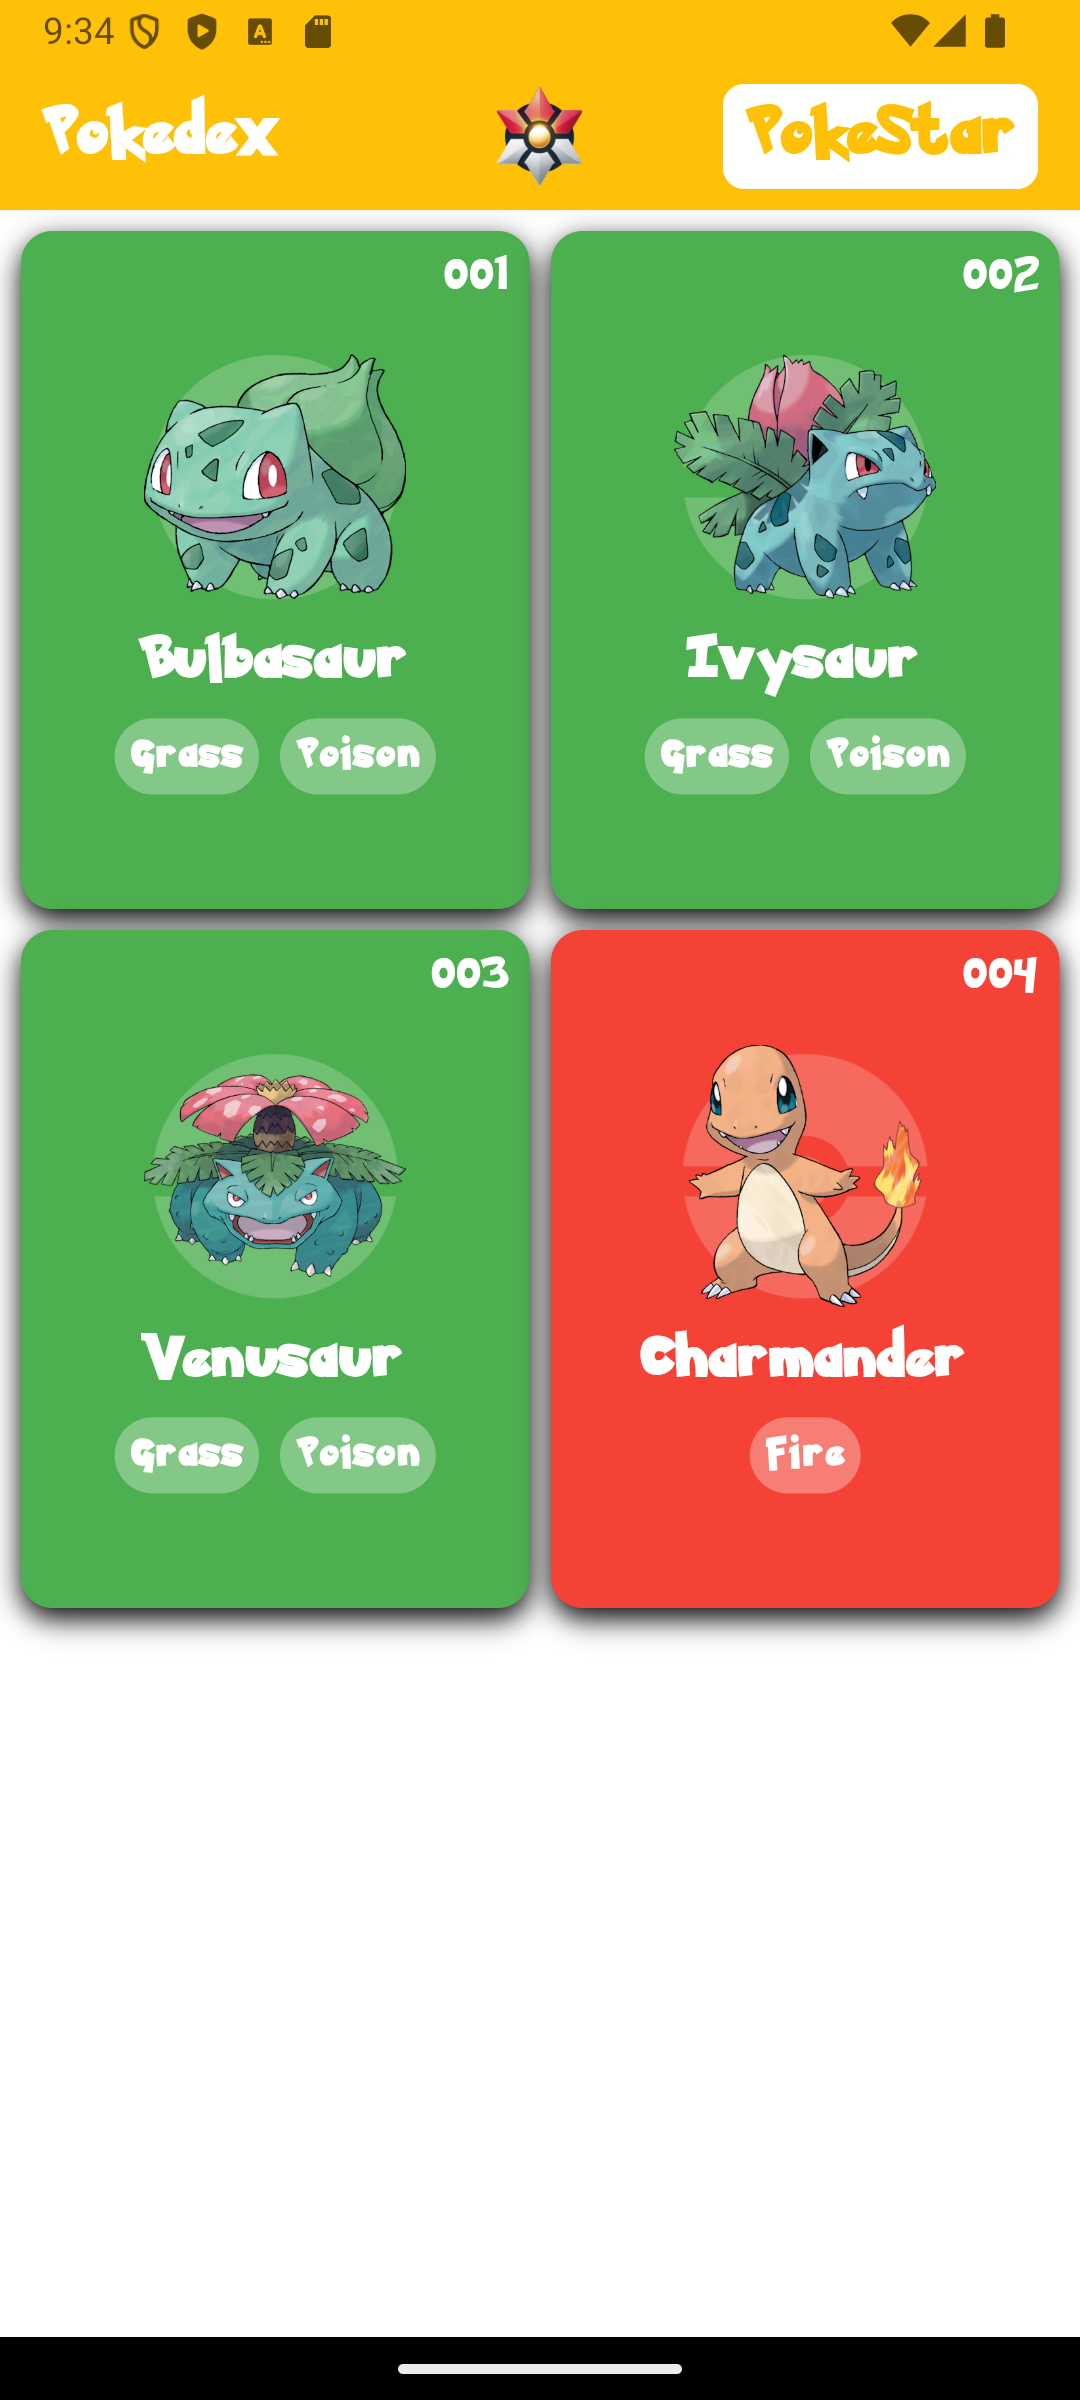 9:34
Pokedex
PokeStar
001
002
Bulbasaur
Ivysaur
Grass Poison
Grass Poison
003
004
Venusaur
Charmander
Grass Poison
Fire